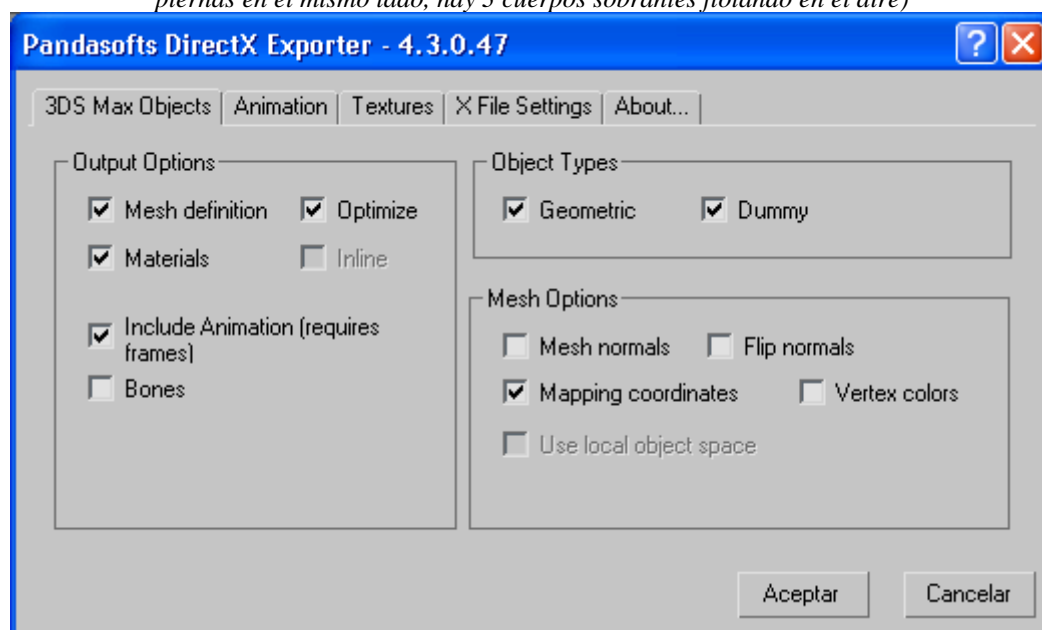 piernas en el mismo lado, hay 5 cuerpos sobrantes flotando en el aire)
Pandasofts DirectX Exporter - 4.3.0.47
3DS Max Objects Animation Textures X File Settings About...
Output Options
Mesh definition Optimize
Materials Inline
Include Animation (requires
frames)
Bones
Object Types
Geometric Dummy
Mesh Options
Mesh normals Flip normals
Mapping coordinates Vertex colors
Use local object space
Aceptar Cancelar